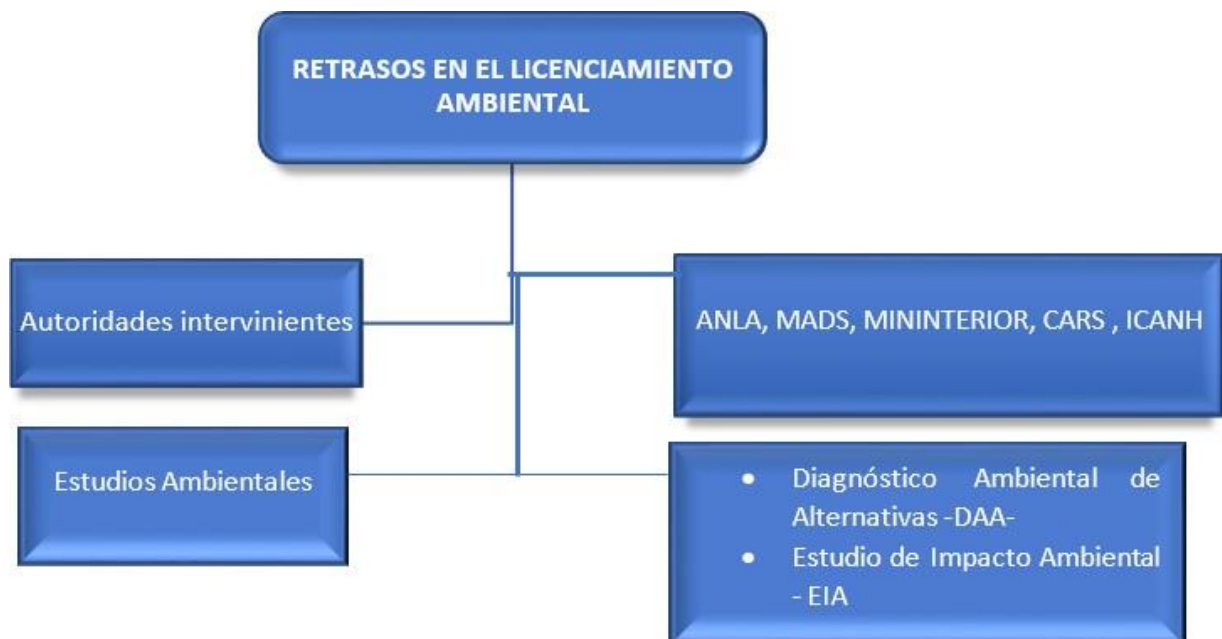 RETRASOS EN EL LICENCIAMIENTO
AMBIENTAL
Autoridades intervinientes
ANLA, MADS, MININTERIOR, CARS , ICANH
Estudios Ambientales
• Diagnóstico Ambiental de
Alternativas -DAA-
• Estudio de Impacto Ambiental
- EIA